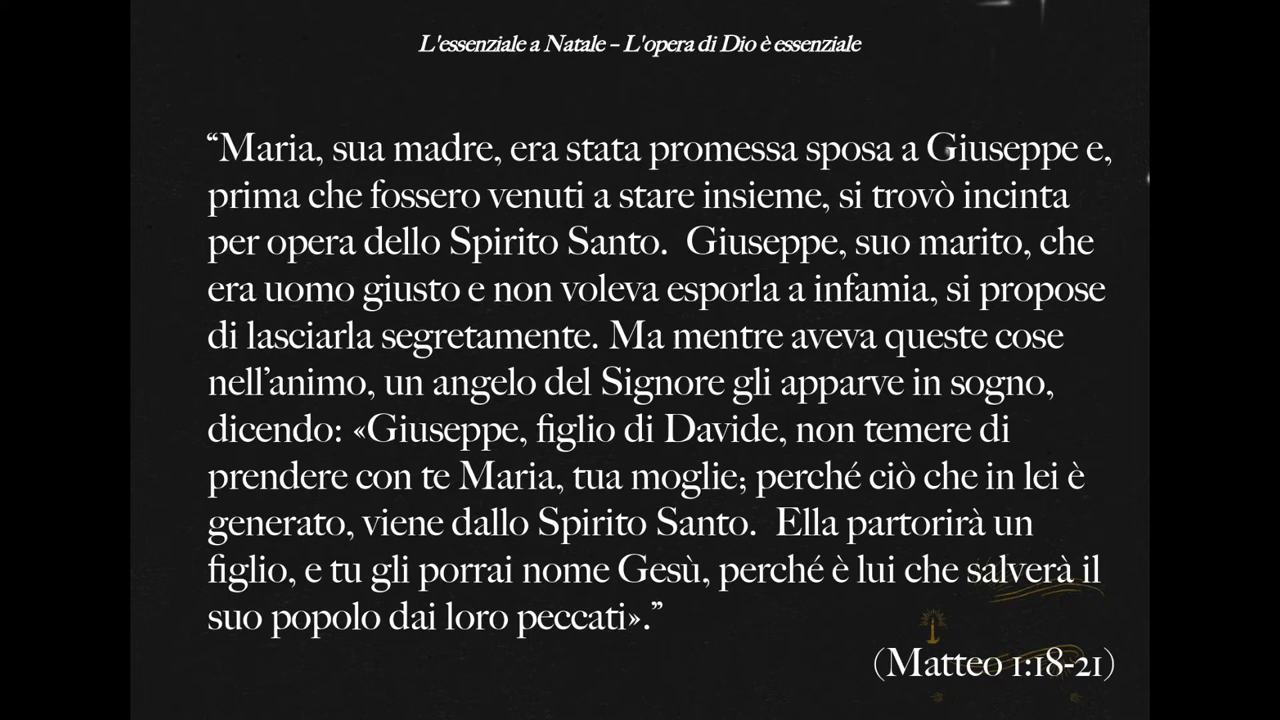 L'essenziale a Natale – L'opera di Dio è essenziale
“Maria, sua madre, era stata promessa sposa a Giuseppe e,
prima che fossero venuti a stare insieme, si trovò incinta
per opera dello Spirito Santo.  Giuseppe, suo marito, che
era uomo giusto e non voleva esporla a infamia, si propose
di lasciarla segretamente. Ma mentre aveva queste cose
nell’animo, un angelo del Signore gli apparve in sogno,
dicendo: «Giuseppe, figlio di Davide, non temere di
prendere con te Maria, tua moglie; perché ciò che in lei è
generato, viene dallo Spirito Santo.  Ella partorirà un
figlio, e tu gli porrai nome Gesù, perché è lui che salverà il
suo popolo dai loro peccati».”
(Matteo 1:18-21)